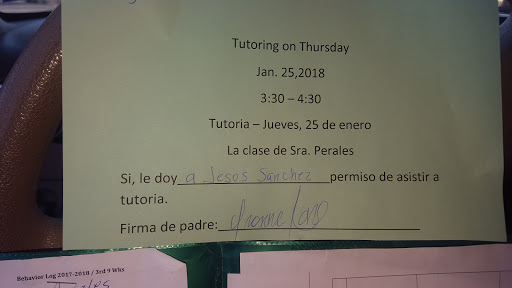 Tutoring on Thursday
Jan. 25,2018
3:30 – 4:30
Tutoria – Jueves, 25 de enero
La clase de Sra. Perales
Si, le doy a Jesus Sanchez permiso de asistir a
tutoria.
Firma de padre:
Behavior Log 2017-2018 / 3rd 9 Wks